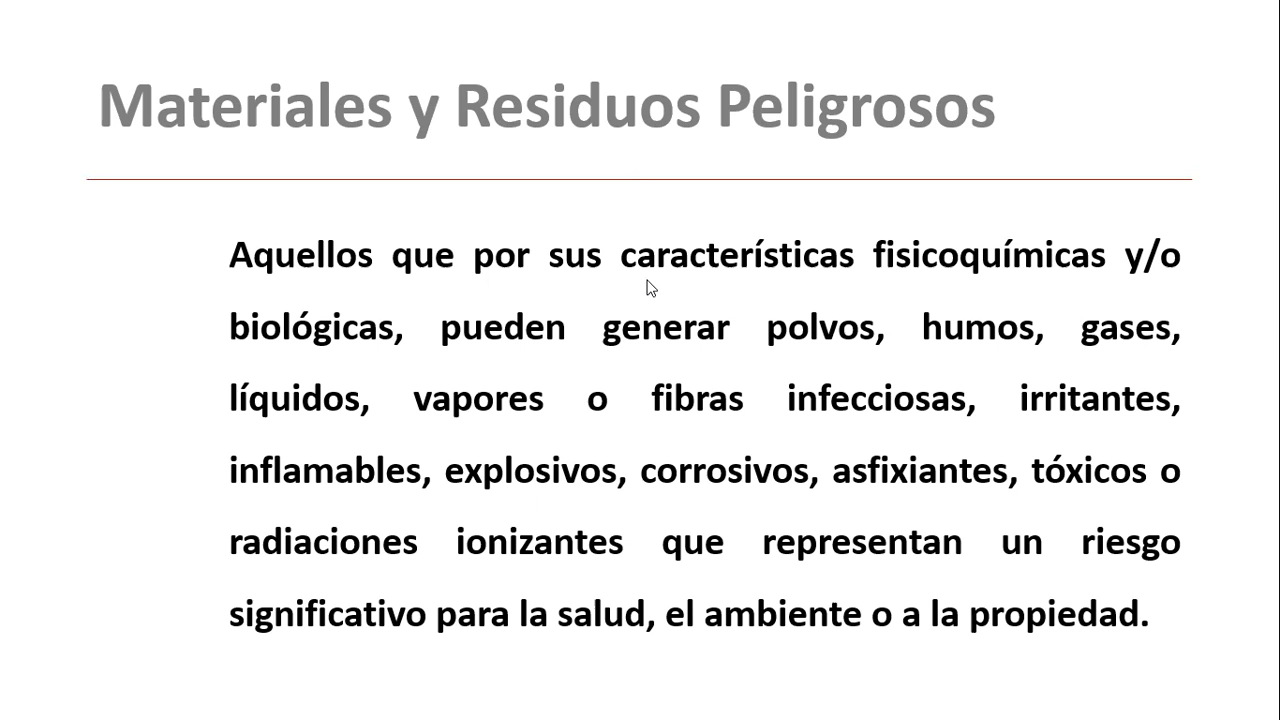 Materiales y Residuos Peligrosos
Aquellos que por sus características fisicoquímicas y/o
biológicas, pueden generar polvos, humos, gases,
líquidos, vapores o fibras infecciosas, irritantes,
inflamables, explosivos, corrosivos, asfixiantes, tóxicos o
radiaciones ionizantes que representan un riesgo
significativo para la salud, el ambiente o a la propiedad.